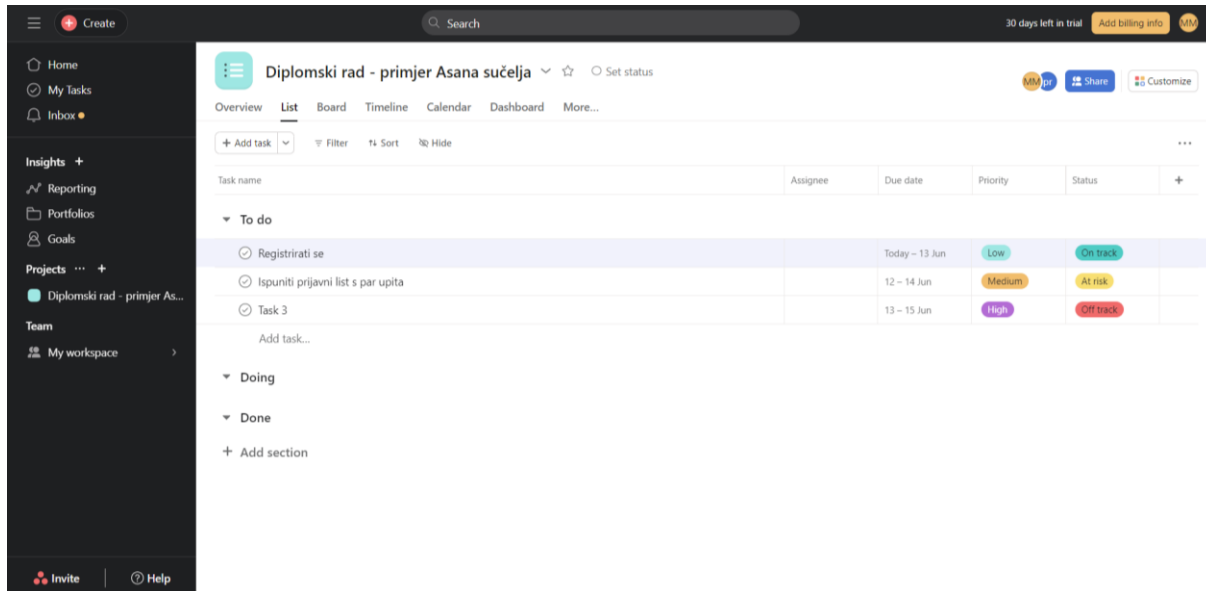 Create
Search
30 days left in trial
Add billing info
MM
Home
My Tasks
Inbox
Insights +
Reporting
Portfolios
Goals
Projects ... +
Diplomski rad - primjer As...
Team
My workspace
Invite
Help
Diplomski rad - primjer Asana sučelja
Set status
MM pr
Share
Customize
Overview List Board Timeline Calendar Dashboard More...
+ Add task Filter Sort Hide
Task name Assignee Due date Priority Status +
To do
Registrirati se Today – 13 Jun Low On track
Ispuniti prijavni list s par upita 12 – 14 Jun Medium At risk
Task 3 13 – 15 Jun High Off track
Add task...
Doing
Done
+ Add section